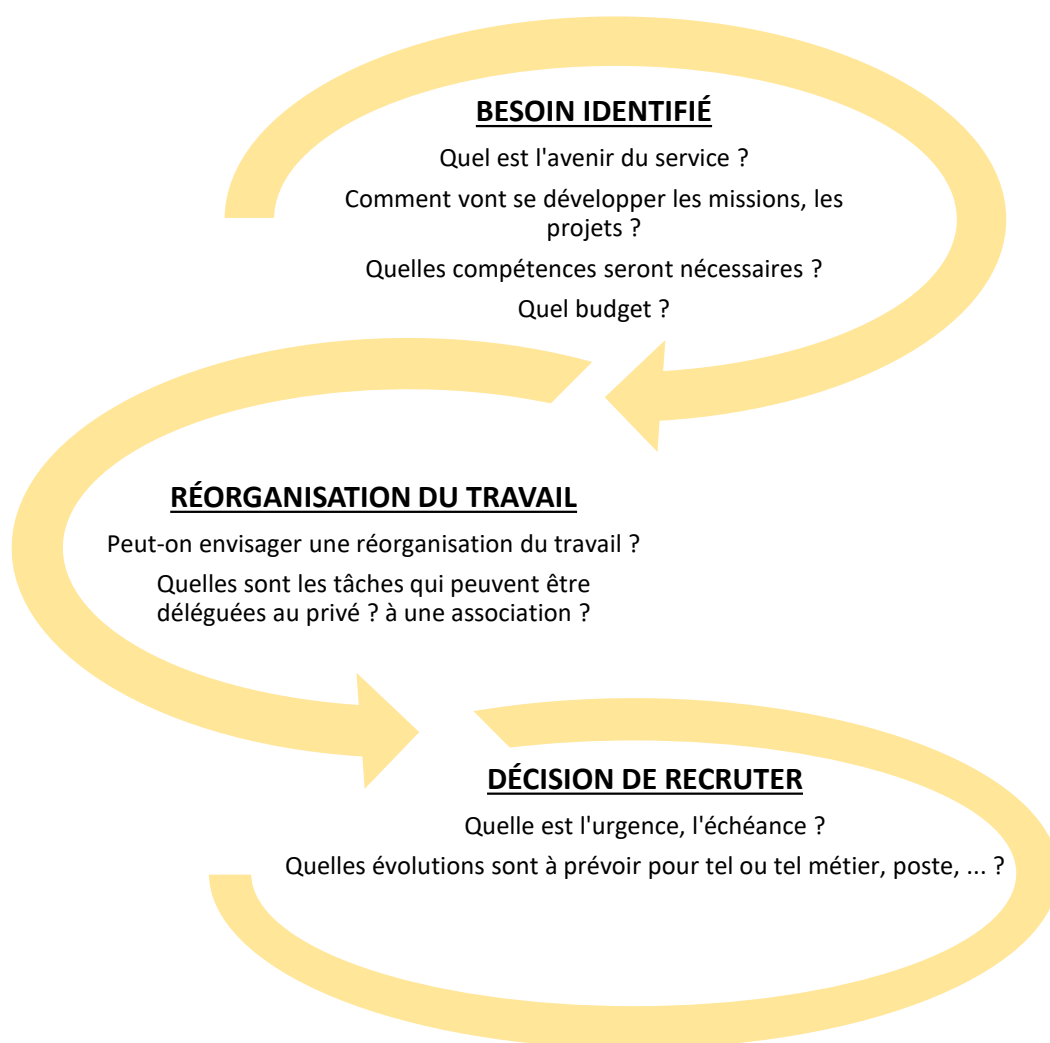 BESOIN IDENTIFIÉ
Quel est l'avenir du service ?
Comment vont se développer les missions, les
projets ?
Quelles compétences seront nécessaires ?
Quel budget ?
RÉORGANISATION DU TRAVAIL
Peut-on envisager une réorganisation du travail ?
Quelles sont les tâches qui peuvent être
déléguées au privé ? à une association ?
DÉCISION DE RECRUTER
Quelle est l'urgence, l'échéance ?
Quelles évolutions sont à prévoir pour tel ou tel métier, poste, ... ?